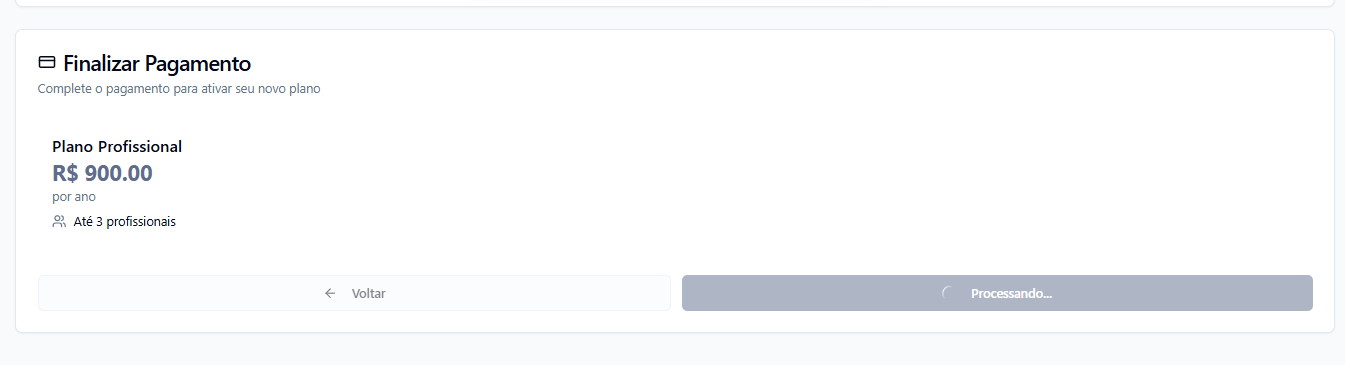 Finalizar Pagamento
Complete o pagamento para ativar seu novo plano
Plano Profissional
R$ 900.00
por ano
Até 3 profissionais
Voltar
Processando...